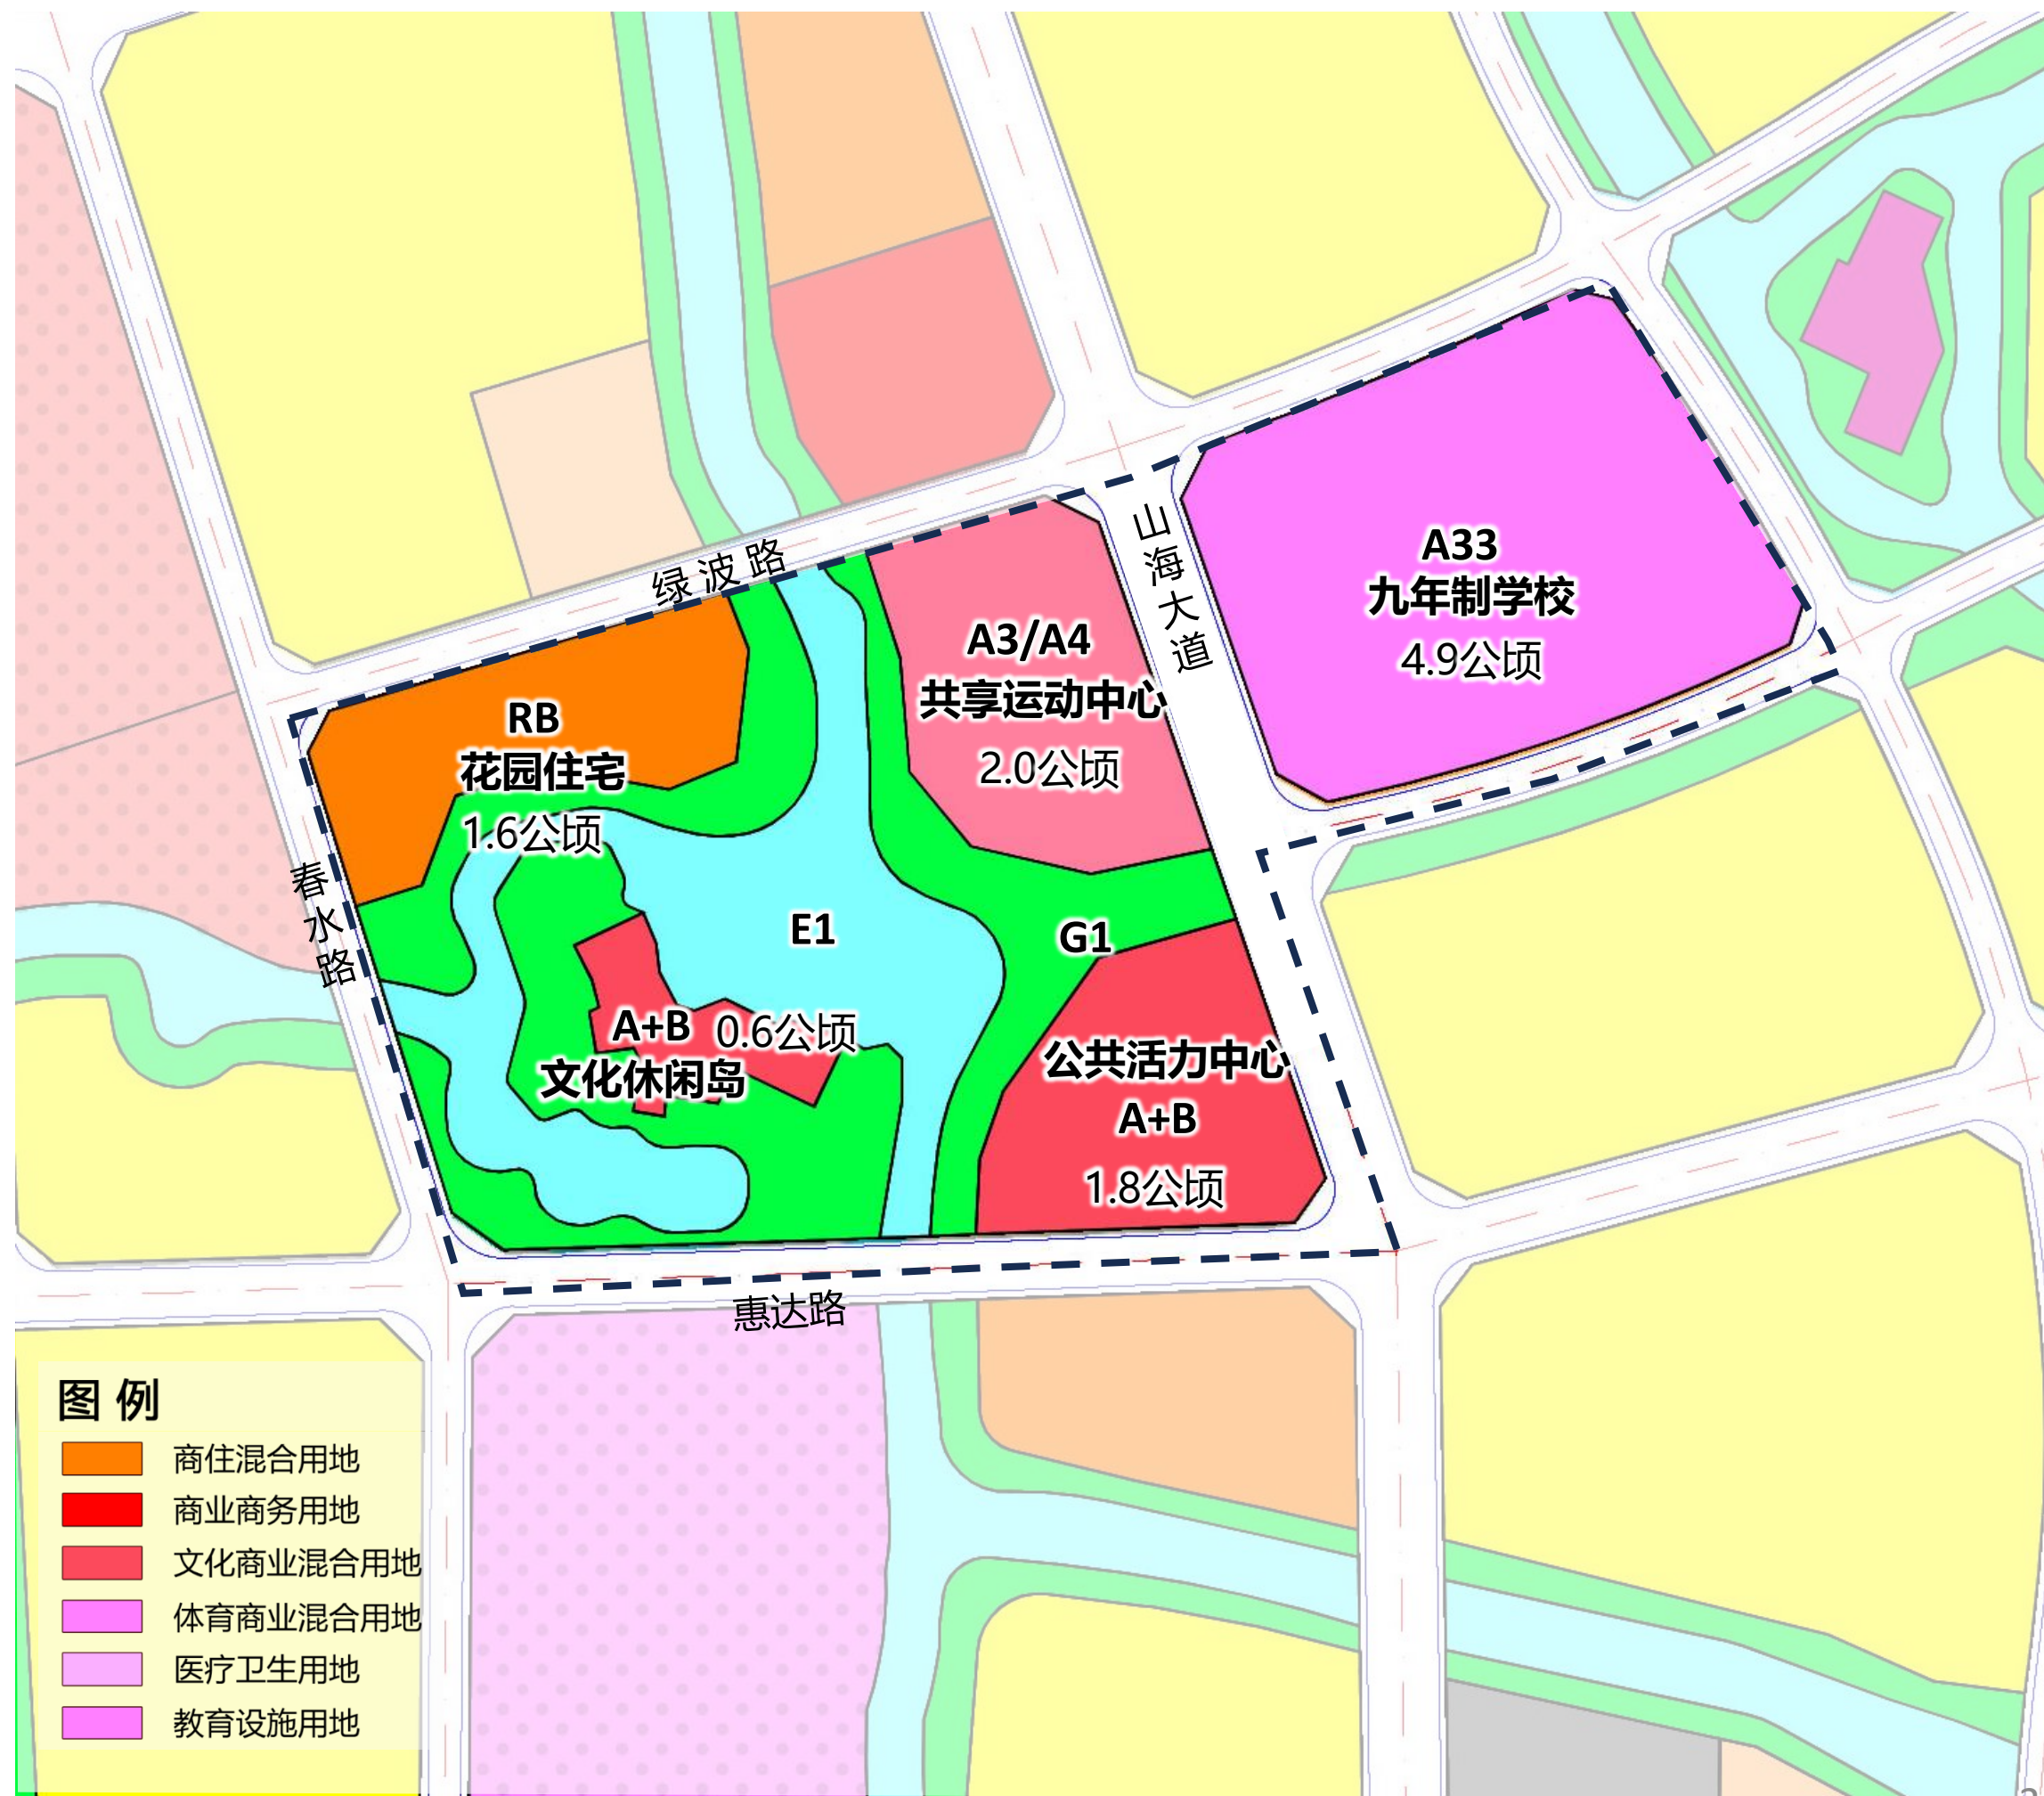 绿波路
山海大道
A33
九年制学校
4.9公顷
A3/A4
共享运动中心
2.0公顷
RB
花园住宅
1.6公顷
春水路
E1
G1
A+B 0.6公顷
文化休闲岛
公共活力中心
A+B
1.8公顷
惠达路
图 例
商住混合用地
商业商务用地
文化商业混合用地
体育商业混合用地
医疗卫生用地
教育设施用地